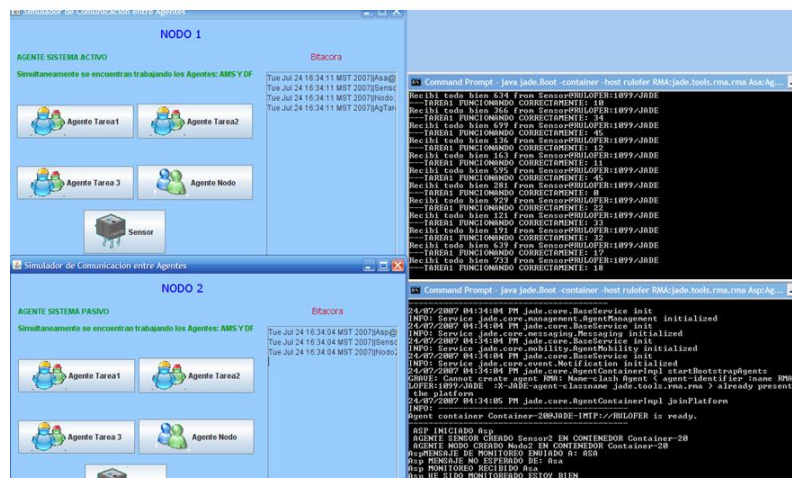 Simulador de Comunicacion entre Agentes
NODO 1
AGENTE SISTEMA ACTIVO
Bitacora
Simultaneamente se encuentran trabajando los Agentes: AMS Y DF
Tue Jul 24 16:34:11 MST 2007||Asa@
Tue Jul 24 16:34:11 MST 2007||Senso
Tue Jul 24 16:34:11 MST 2007||Nodo
Tue Jul 24 16:34:11 MST 2007||AgTar
Agente Tarea1
Agente Tarea2
Agente Tarea 3
Agente Nodo
Sensor
Simulador de Comunicacion entre Agentes
NODO 2
AGENTE SISTEMA PASIVO
Bitacora
Simultaneamente se encuentran trabajando los Agentes: AMS Y DF
Tue Jul 24 16:34:04 MST 2007||Asp@
Tue Jul 24 16:34:04 MST 2007||Sensc
Tue Jul 24 16:34:04 MST 2007||Nodo2
Agente Tarea1
Agente Tarea2
Agente Tarea 3
Agente Nodo
Command Prompt - java jade.Boot -container -host rulofer RMA:jade.tools.rma.rma Asa:Ag...
Recibi todo bien 634 from Sensor@RULOFER:1099/JADE
---TAREA1 FUNCIONANDO CORRECTAMENTE: 10
Recibi todo bien 366 from Sensor@RULOFER:1099/JADE
---TAREA1 FUNCIONANDO CORRECTAMENTE: 34
Recibi todo bien 699 from Sensor@RULOFER:1099/JADE
---TAREA1 FUNCIONANDO CORRECTAMENTE: 45
Recibi todo bien 136 from Sensor@RULOFER:1099/JADE
---TAREA1 FUNCIONANDO CORRECTAMENTE: 12
Recibi todo bien 163 from Sensor@RULOFER:1099/JADE
---TAREA1 FUNCIONANDO CORRECTAMENTE: 11
Recibi todo bien 595 from Sensor@RULOFER:1099/JADE
---TAREA1 FUNCIONANDO CORRECTAMENTE: 45
Recibi todo bien 281 from Sensor@RULOFER:1099/JADE
---TAREA1 FUNCIONANDO CORRECTAMENTE: 0
Recibi todo bien 929 from Sensor@RULOFER:1099/JADE
---TAREA1 FUNCIONANDO CORRECTAMENTE: 22
Recibi todo bien 121 from Sensor@RULOFER:1099/JADE
---TAREA1 FUNCIONANDO CORRECTAMENTE: 33
Recibi todo bien 191 from Sensor@RULOFER:1099/JADE
---TAREA1 FUNCIONANDO CORRECTAMENTE: 32
Recibi todo bien 639 from Sensor@RULOFER:1099/JADE
---TAREA1 FUNCIONANDO CORRECTAMENTE: 17
Recibi todo bien 733 from Sensor@RULOFER:1099/JADE
---TAREA1 FUNCIONANDO CORRECTAMENTE: 18
Command Prompt - java jade.Boot -container -host rulofer RMA:jade.tools.rma.rma Asp:Ag...
24/07/2007 04:34:04 PM jade.core.BaseService init
INFO: Service jade.core.management.AgentManagement initialized
24/07/2007 04:34:04 PM jade.core.BaseService init
INFO: Service jade.core.messaging.Messaging initialized
24/07/2007 04:34:04 PM jade.core.BaseService init
INFO: Service jade.core.mobility.AgentMobility initialized
24/07/2007 04:34:04 PM jade.core.BaseService init
INFO: Service jade.core.event.Notification initialized
24/07/2007 04:34:04 PM jade.core.AgentContainerImpl startBootstrapAgents
GRAVE: Cannot create agent RMA: Name-clash Agent ( agent-identifier :name RMA
LOFER:1099/JADE :X-JADE-agent-classname jade.tools.rma.rma ) already present
the platform
24/07/2007 04:34:05 PM jade.core.AgentContainerImpl joinPlatform
INFO: --------------------------------------
Agent container Container-20@JADE-IMTP://RULOFER is ready.
--------------------------------------------
ASP INICIADO Asp
AGENTE SENSOR CREADO Sensor2 EN CONTENEDOR Container-20
AGENTE NODO CREADO Nodo2 EN CONTENEDOR Container-20
AspMENSAJE DE MONITOREO ENVIADO A: ASA
Asp MENSAJE NO ESPERADO DE: Asa
Asp MONITOREO RECIBIDO Asa
Asp HE SIDO MONITOREADO ESTOY BIEN